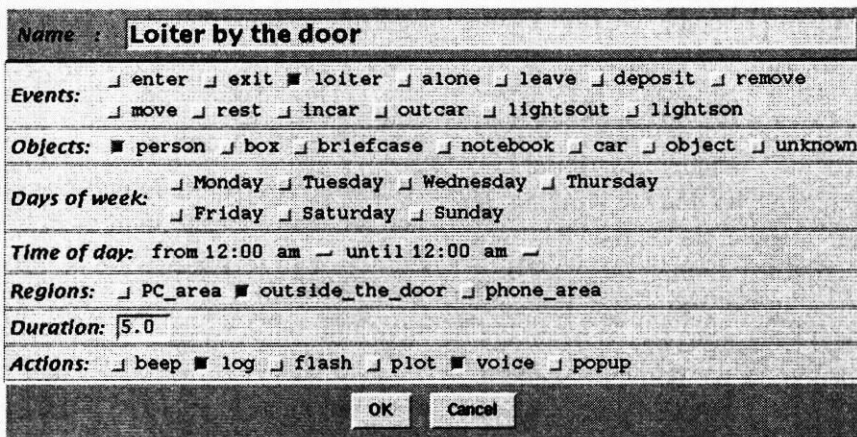 Name : Loiter by the door
Events: enter exit loiter alone leave deposit remove
move rest incar outcar lightsout lightson
Objects: person box briefcase notebook car object unknown
Days of week: Monday Tuesday Wednesday Thursday
Friday Saturday Sunday
Time of day: from 12:00 am until 12:00 am
Regions: PC_area outside_the_door phone_area
Duration: 5.0
Actions: beep log flash plot voice popup
OK Cancel